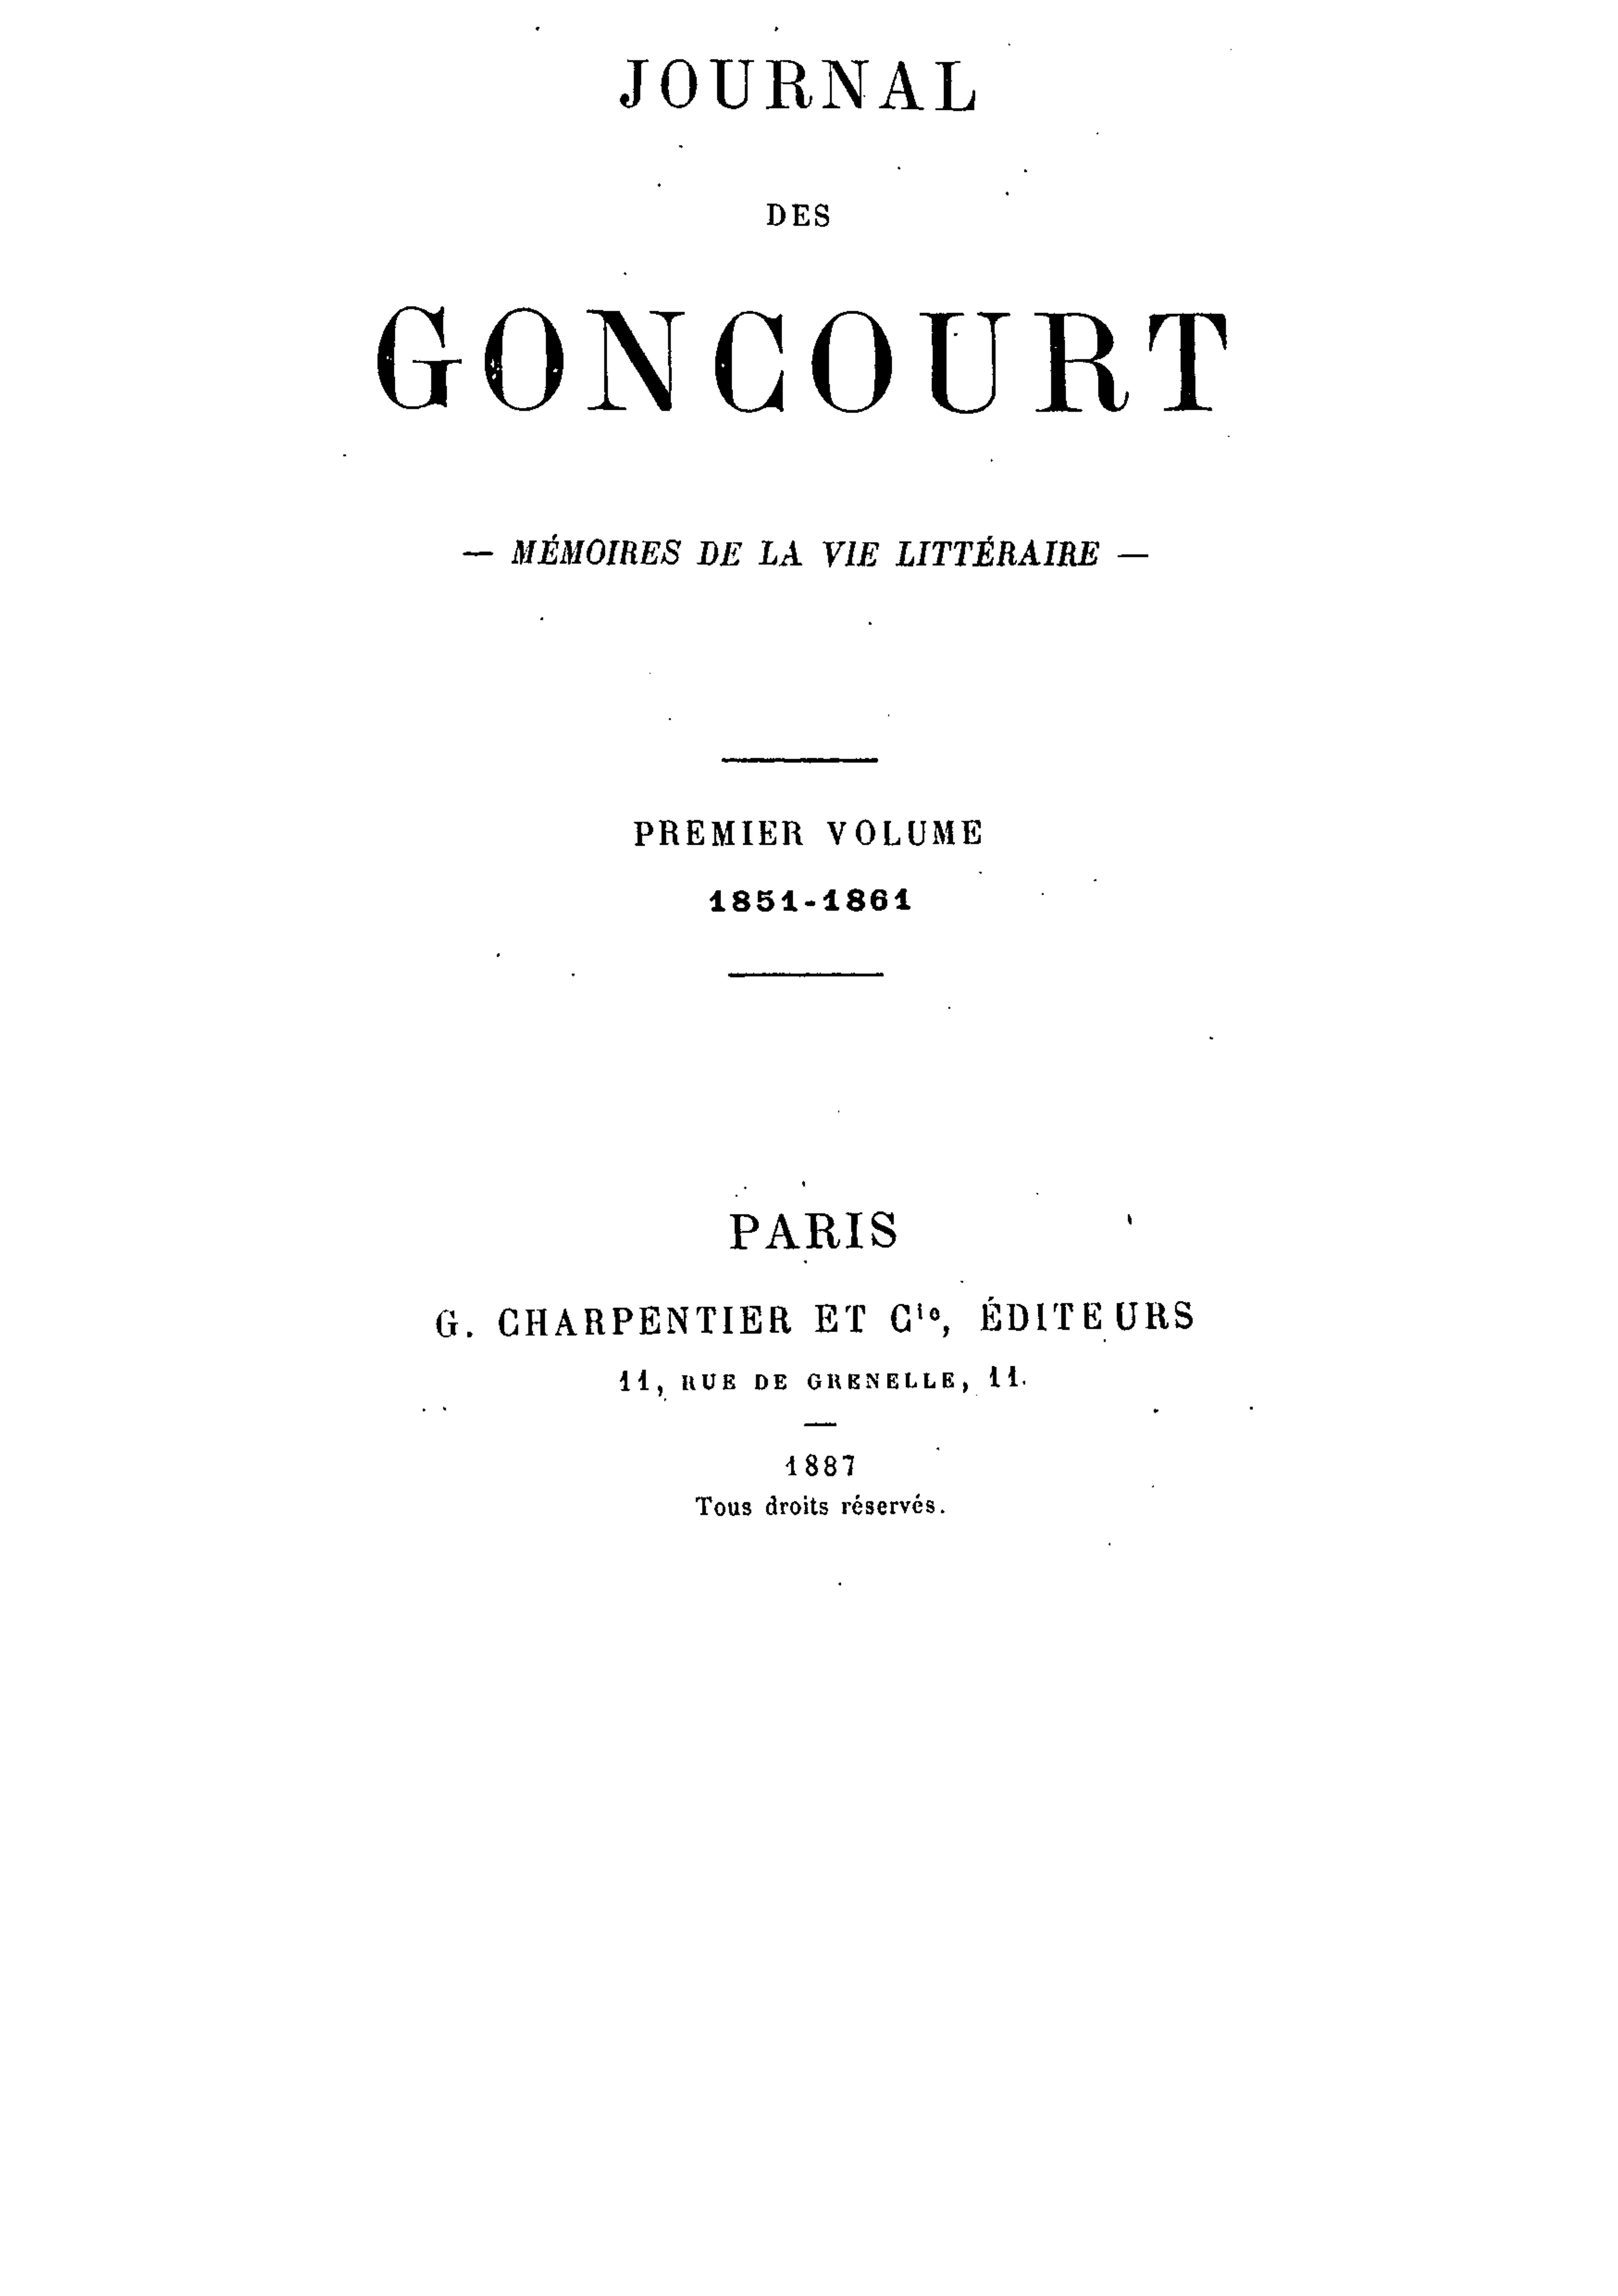 JOURNAL
DES
GONCOURT
— MÉMOIRES DE LA VIE LITTÉRAIRE —
PREMIER VOLUME
1851-1861
PARIS
G. CHARPENTIER ET Cie, ÉDITEURS
11, RUE DE GRENELLE, 11.
1887
Tous droits réservés.